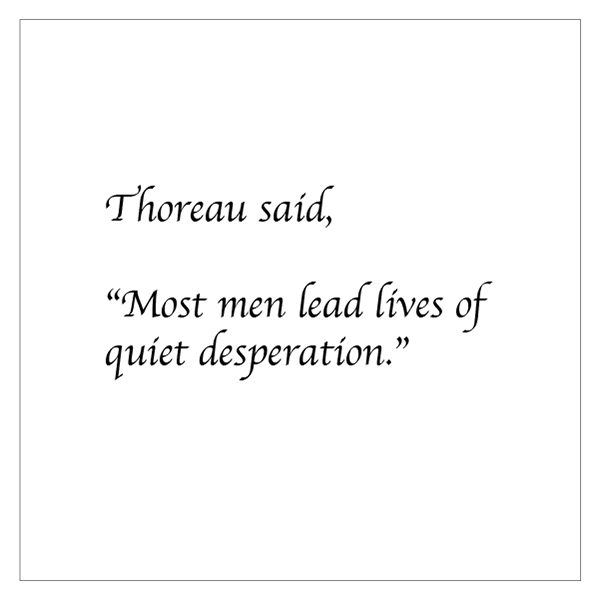 Thoreau said,
“Most men lead lives of
quiet desperation.”